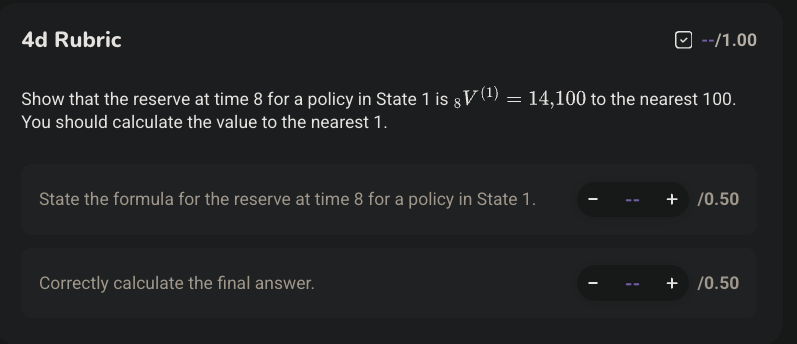 4d Rubric
--/1.00
Show that the reserve at time 8 for a policy in State 1 is ₈V⁽¹⁾ = 14,100 to the nearest 100.
You should calculate the value to the nearest 1.
State the formula for the reserve at time 8 for a policy in State 1. − -- + /0.50
Correctly calculate the final answer. − -- + /0.50